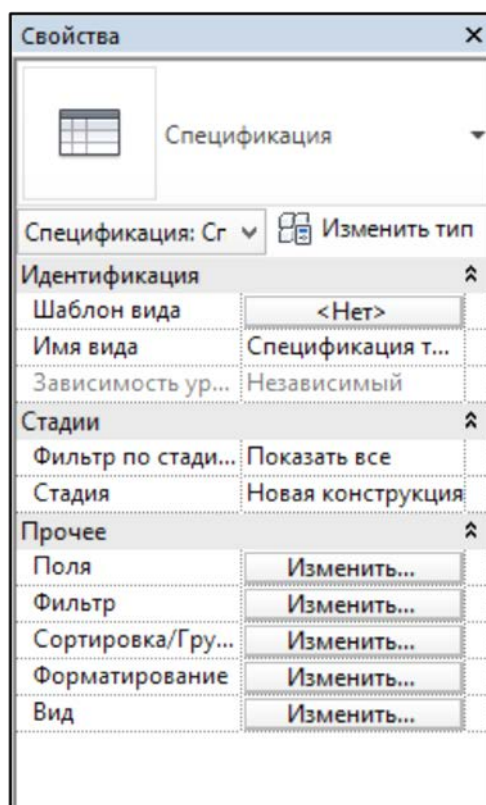 Свойства
Спецификация
Спецификация: Сг
Изменить тип
Идентификация
Шаблон вида <Нет>
Имя вида Спецификация т...
Зависимость ур... Независимый
Стадии
Фильтр по стади... Показать все
Стадия Новая конструкция
Прочее
Поля Изменить...
Фильтр Изменить...
Сортировка/Гру... Изменить...
Форматирование Изменить...
Вид Изменить...